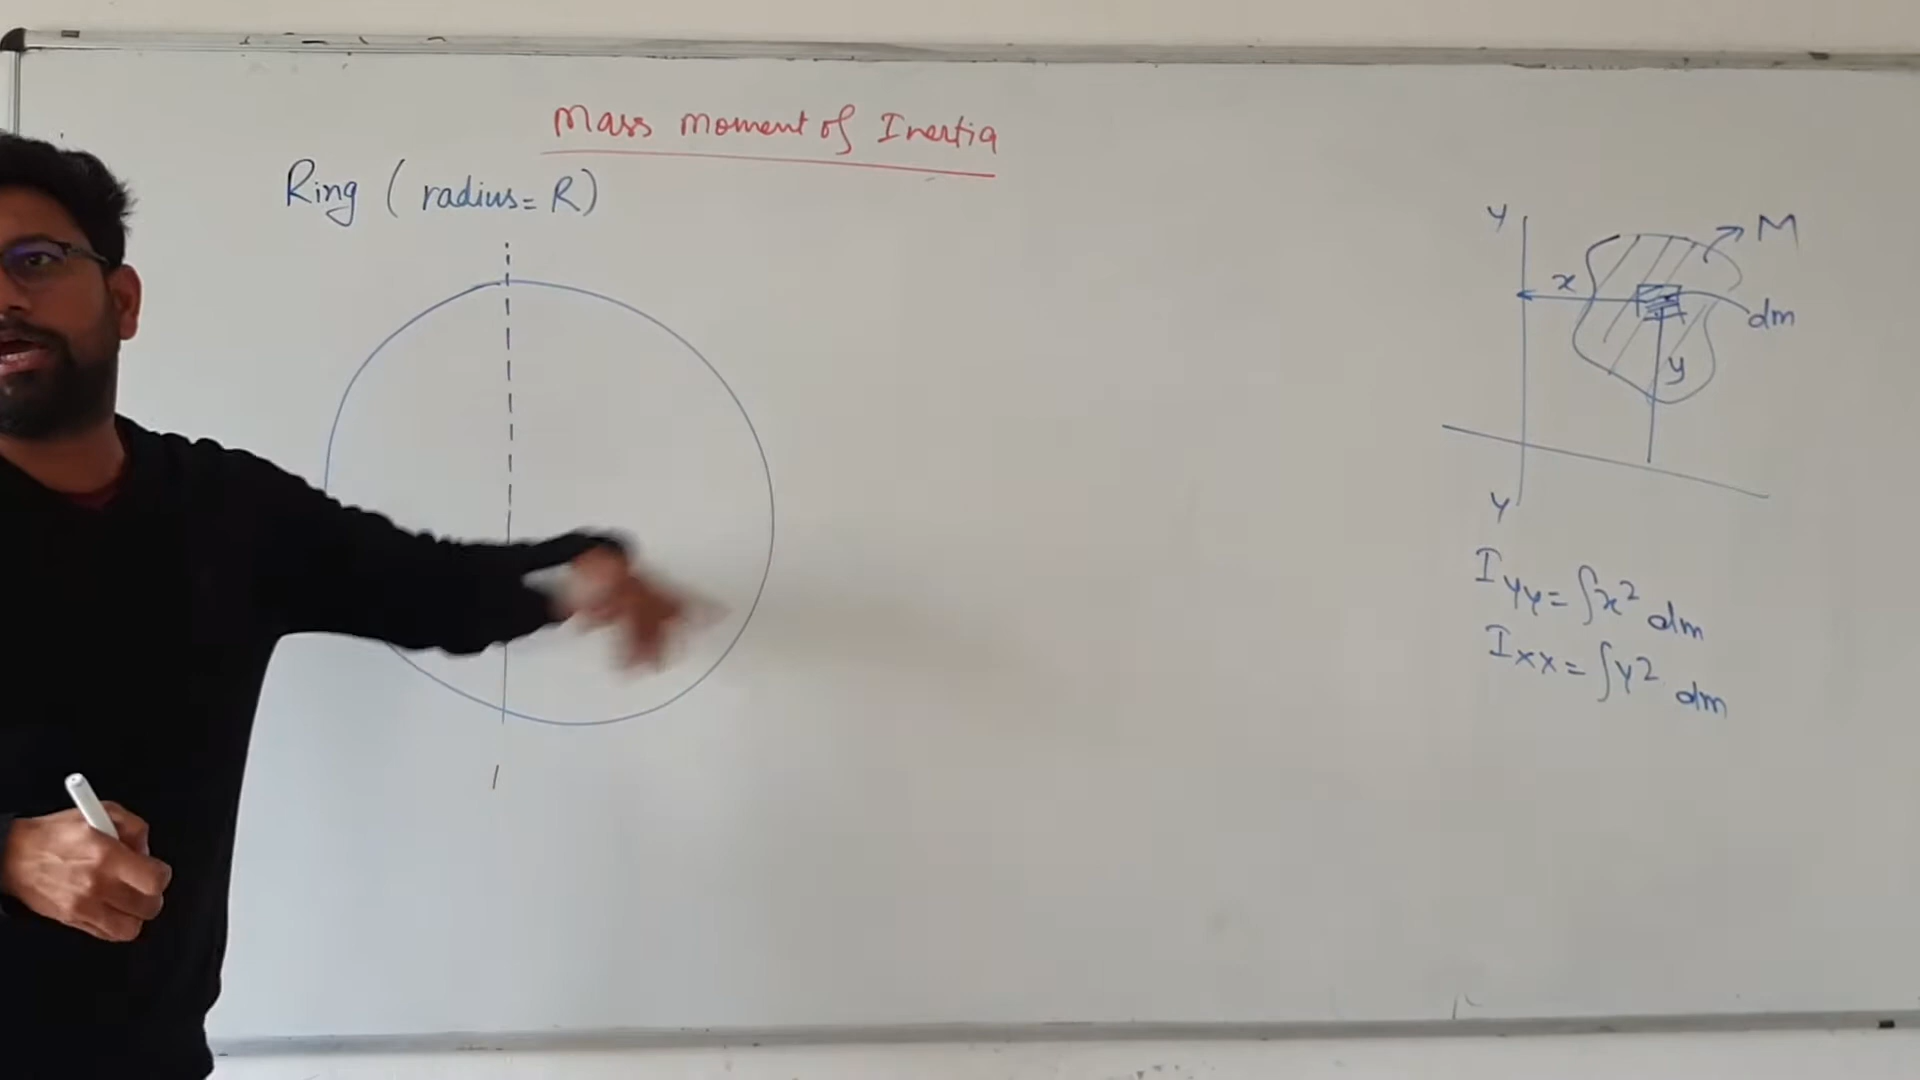 Mass Moment of Inertia
Ring ( radius = R )
y
M
x
dm
y
y
Iyy = ∫x² dm
Ixx = ∫y² dm